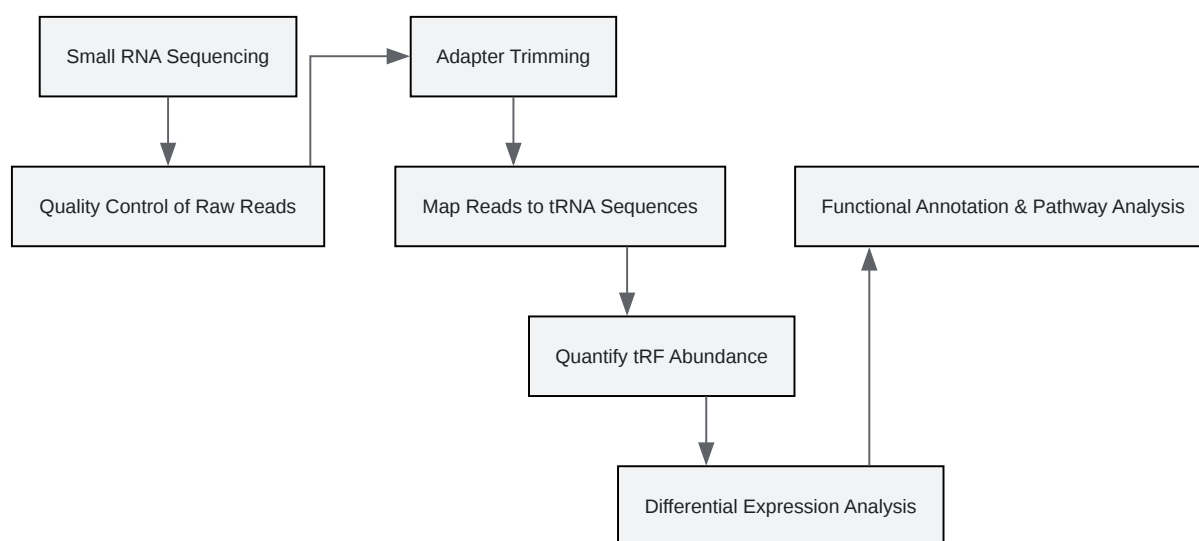 Small RNA Sequencing
Adapter Trimming
Quality Control of Raw Reads
Map Reads to tRNA Sequences
Functional Annotation & Pathway Analysis
Quantify tRF Abundance
Differential Expression Analysis